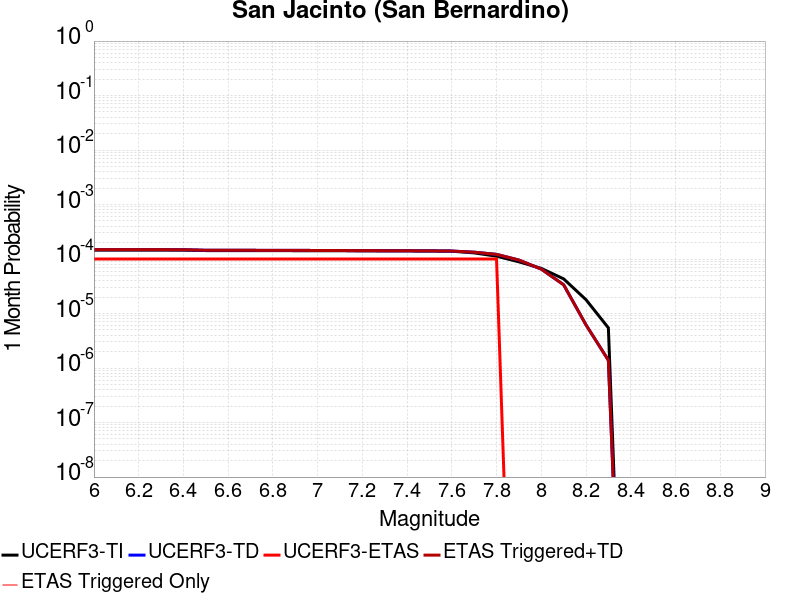 San Jacinto (San Bernardino)
10 0
10 -1
10 -2
10 -3
10 -4
10 -5
10 -6
10 -7
10 -8
1 Month Probability
6 6.2 6.4 6.6 6.8 7 7.2 7.4 7.6 7.8 8 8.2 8.4 8.6 8.8 9
Magnitude
UCERF3-TI UCERF3-TD UCERF3-ETAS ETAS Triggered+TD
ETAS Triggered Only